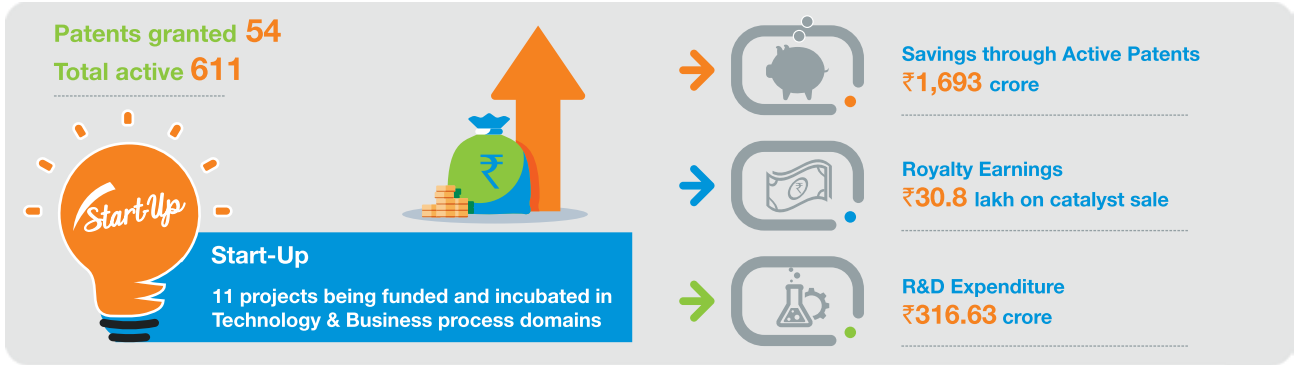 Patents granted 54
Total active 611
Start-Up
₹
Start-Up
11 projects being funded and incubated in
Technology & Business process domains
Savings through Active Patents
₹1,693 crore
₹
Royalty Earnings
₹30.8 lakh on catalyst sale
R&D Expenditure
₹316.63 crore